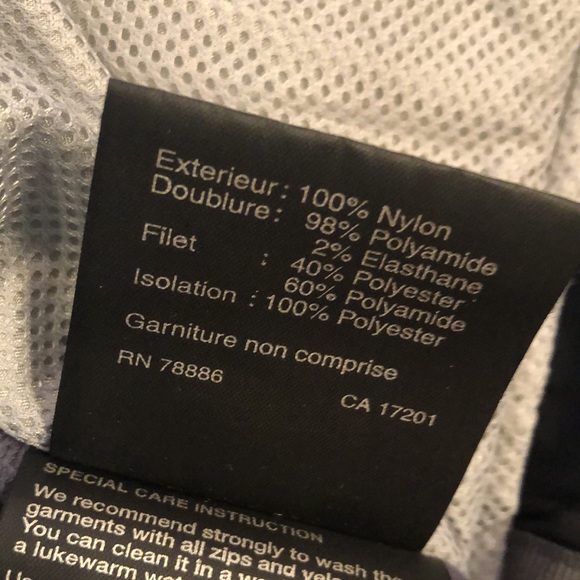 Exterieur: 100% Nylon
Doublure: 98% Polyamide
2% Elasthane
Filet : 40% Polyester
60% Polyamide
Isolation : 100% Polyester
Garniture non comprise
RN 78886 CA 17201
SPECIAL CARE INSTRUCTION
We recommend strongly to wash the
garments with all zips and
You can clean it in a
a lukewarm